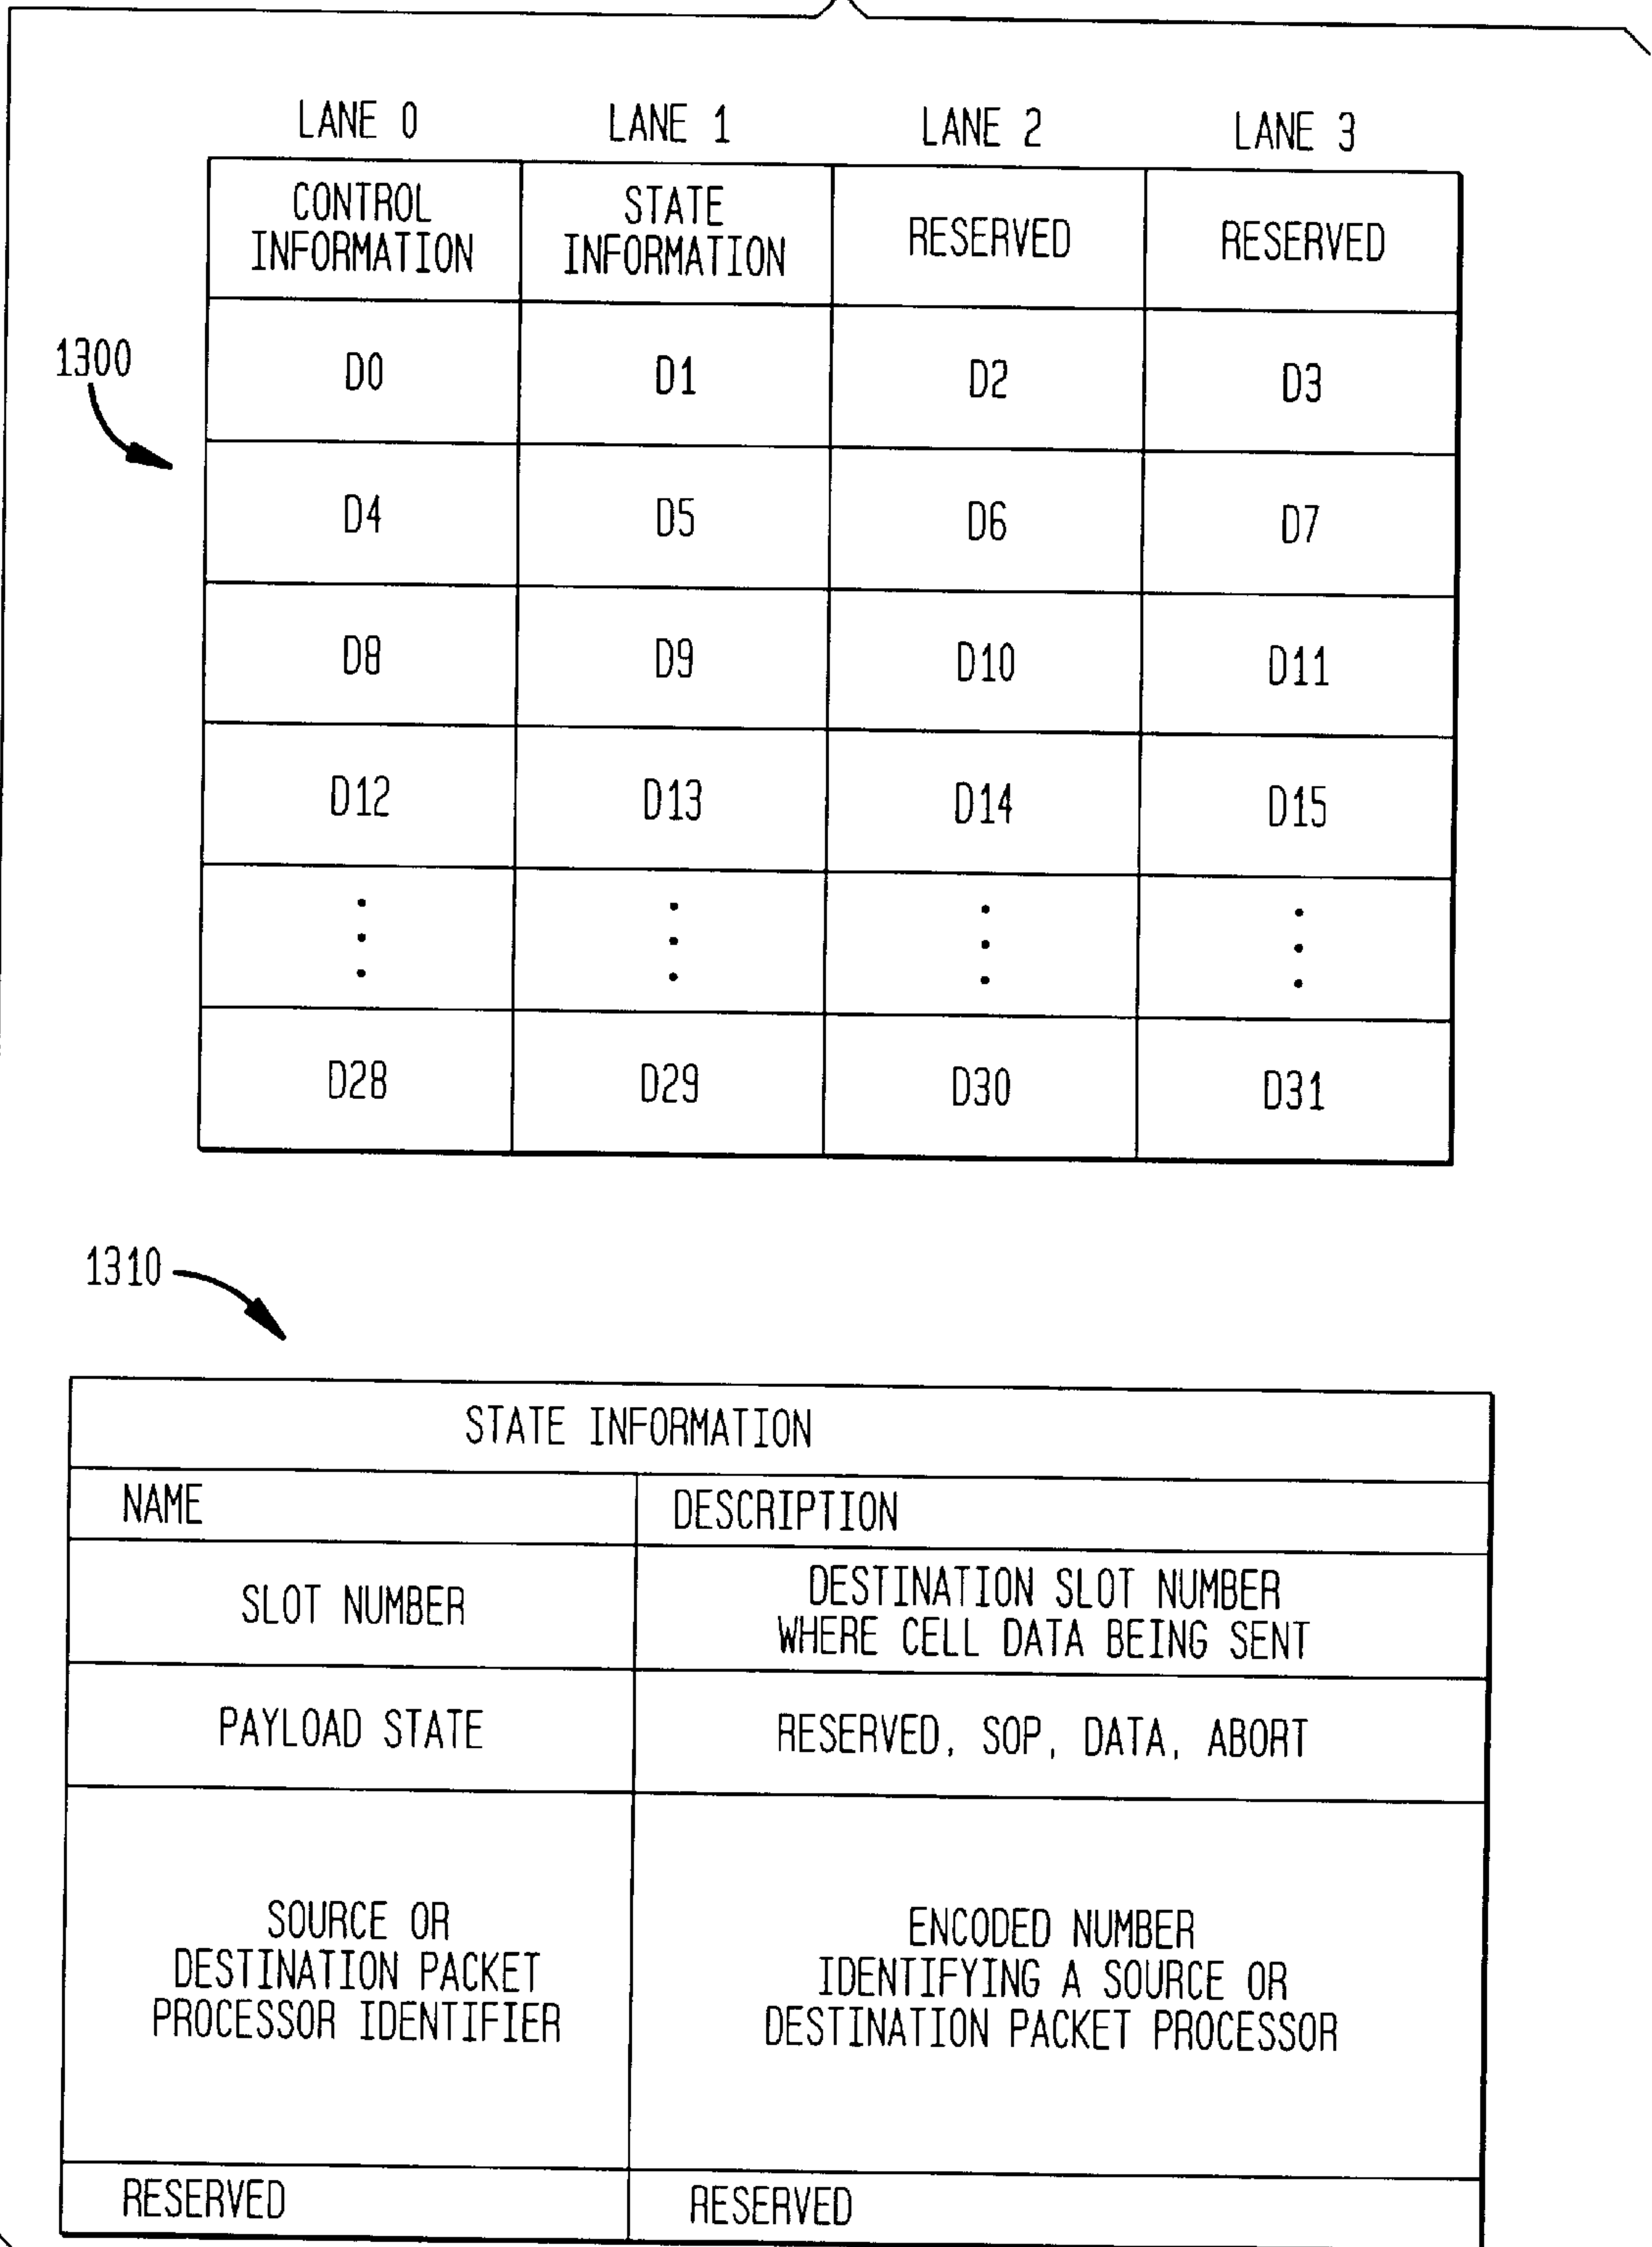 LANE 0 LANE 1 LANE 2 LANE 3
CONTROL INFORMATION STATE INFORMATION RESERVED RESERVED
1300
D0 D1 D2 D3
D4 D5 D6 D7
D8 D9 D10 D11
D12 D13 D14 D15
D28 D29 D30 D31
1310
STATE INFORMATION
NAME DESCRIPTION
SLOT NUMBER
DESTINATION SLOT NUMBER
WHERE CELL DATA BEING SENT
PAYLOAD STATE
RESERVED, SOP, DATA, ABORT
SOURCE OR
DESTINATION PACKET
PROCESSOR IDENTIFIER
ENCODED NUMBER
IDENTIFYING A SOURCE OR
DESTINATION PACKET PROCESSOR
RESERVED RESERVED